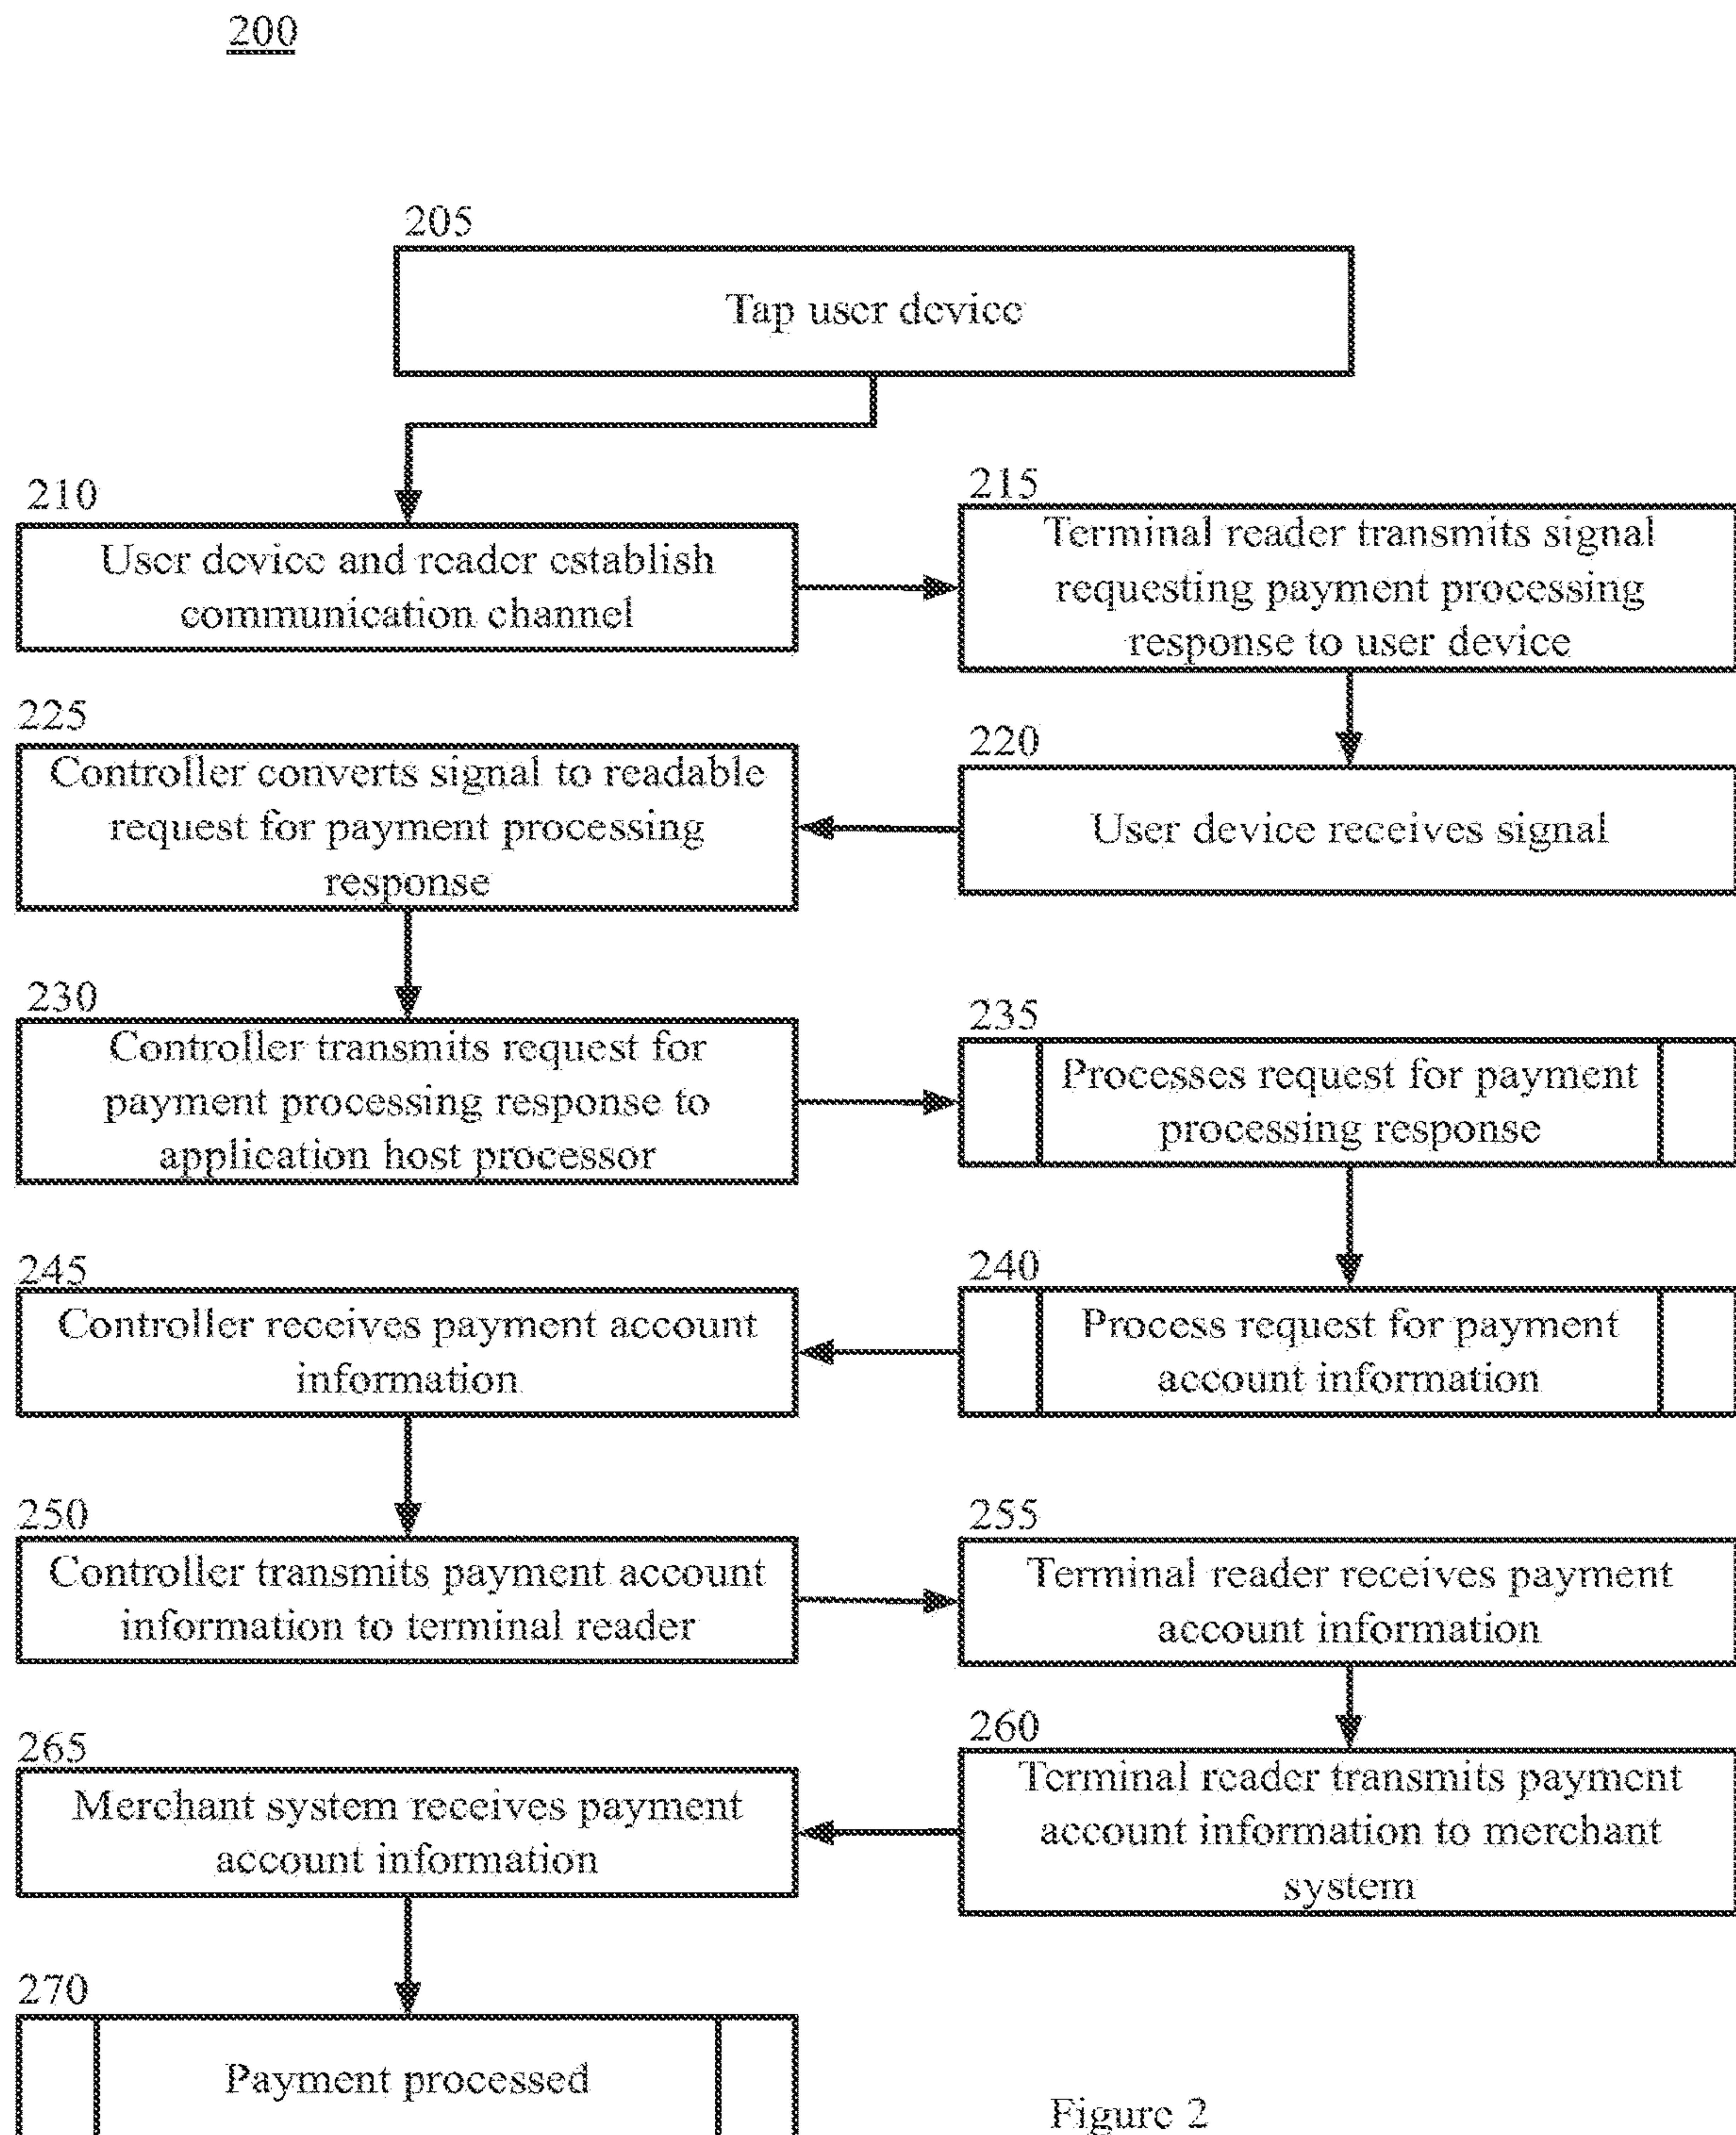 200
205
Tap user device
210
User device and reader establish
communication channel
215
Terminal reader transmits signal
requesting payment processing
response to user device
220
User device receives signal
225
Controller converts signal to readable
request for payment processing
response
230
Controller transmits request for
payment processing response to
application host processor
235
Processes request for payment
processing response
240
Process request for payment
account information
245
Controller receives payment account
information
250
Controller transmits payment account
information to terminal reader
255
Terminal reader receives payment
account information
260
Terminal reader transmits payment
account information to merchant
system
265
Merchant system receives payment
account information
270
Payment processed
Figure 2